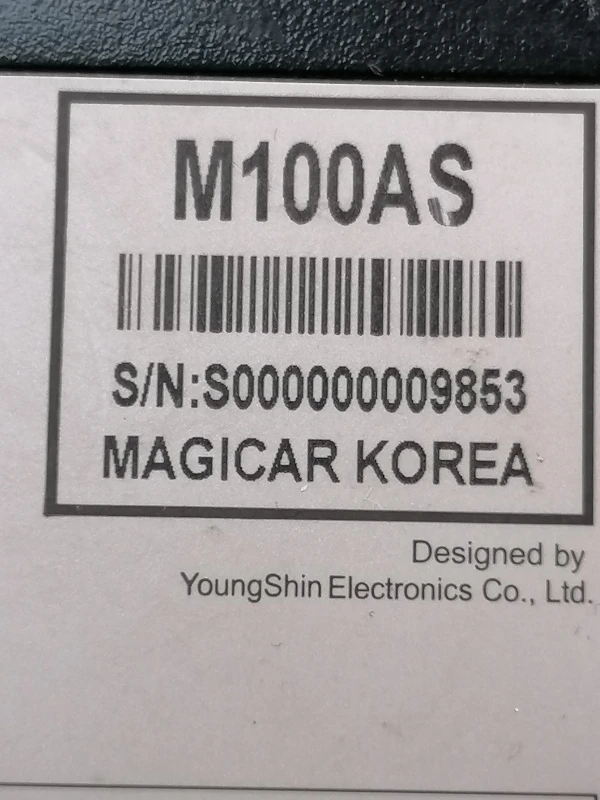 M100AS
S/N:S000000009853
MAGICAR KOREA
Designed by
YoungShin Electronics Co., Ltd.